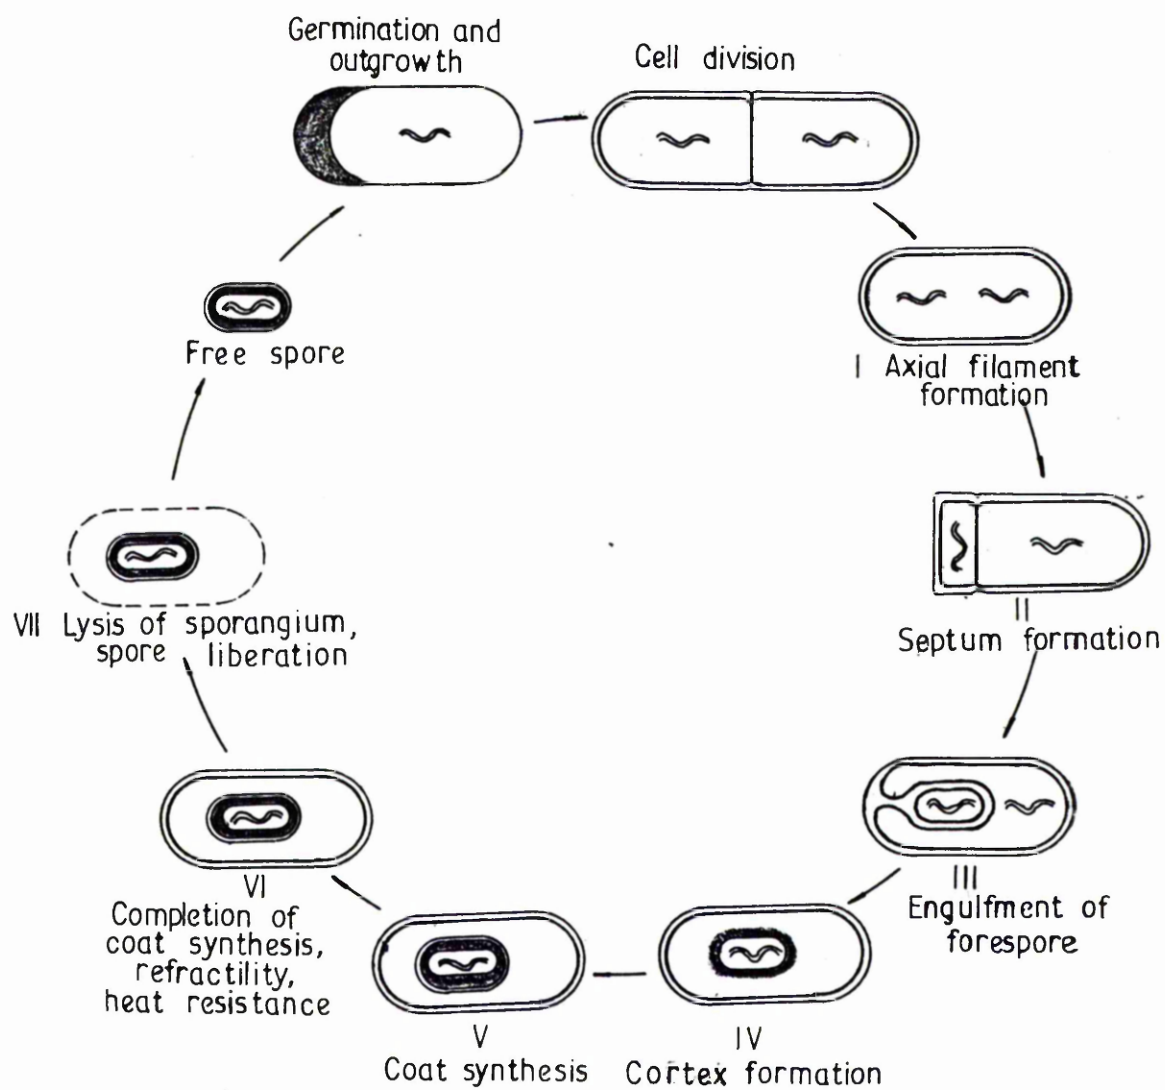 Germination and
outgrowth
Cell division
I Axial filament
formation
II
Septum formation
III
Engulfment of
forespore
IV
Cortex formation
V
Coat synthesis
VI
Completion of
coat synthesis,
refractility,
heat resistance
VII Lysis of sporangium,
spore liberation
Free spore